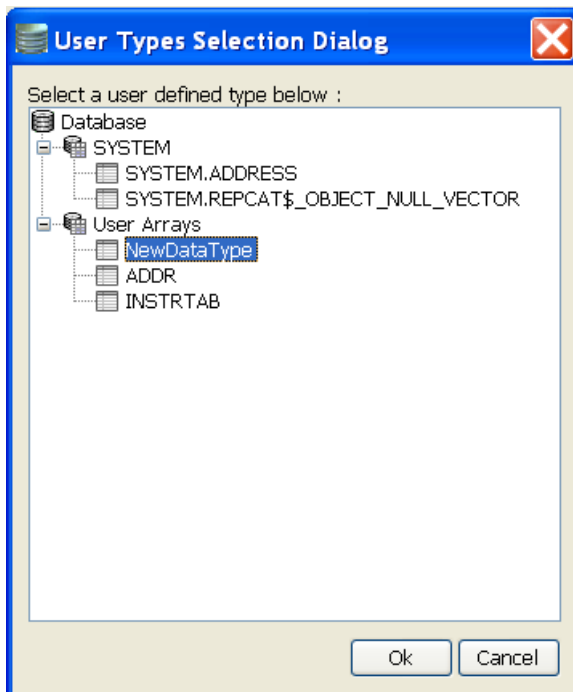 User Types Selection Dialog
Select a user defined type below :
Database
SYSTEM
SYSTEM.ADDRESS
SYSTEM.REPCAT$_OBJECT_NULL_VECTOR
User Arrays
NewDataType
ADDR
INSTRTAB
Ok Cancel